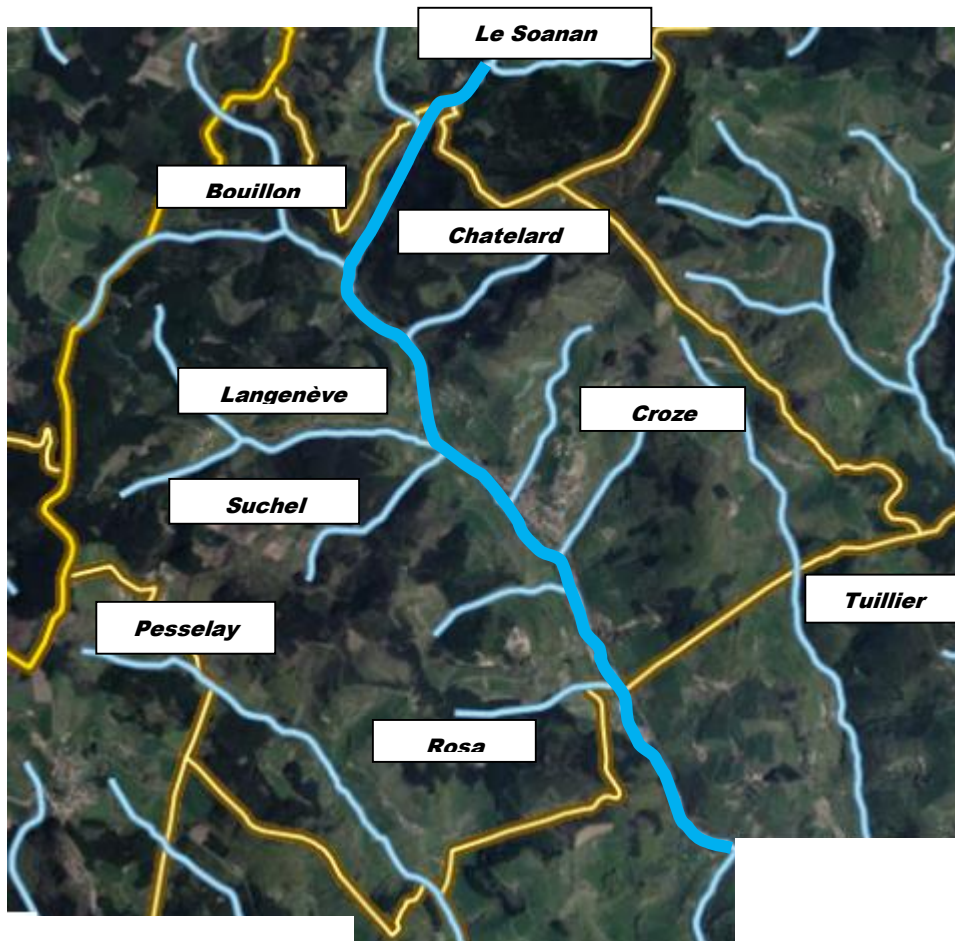 Le Soanan
Bouillon
Chatelard
Langenève
Croze
Suchel
Tuillier
Pesselay
Rosa